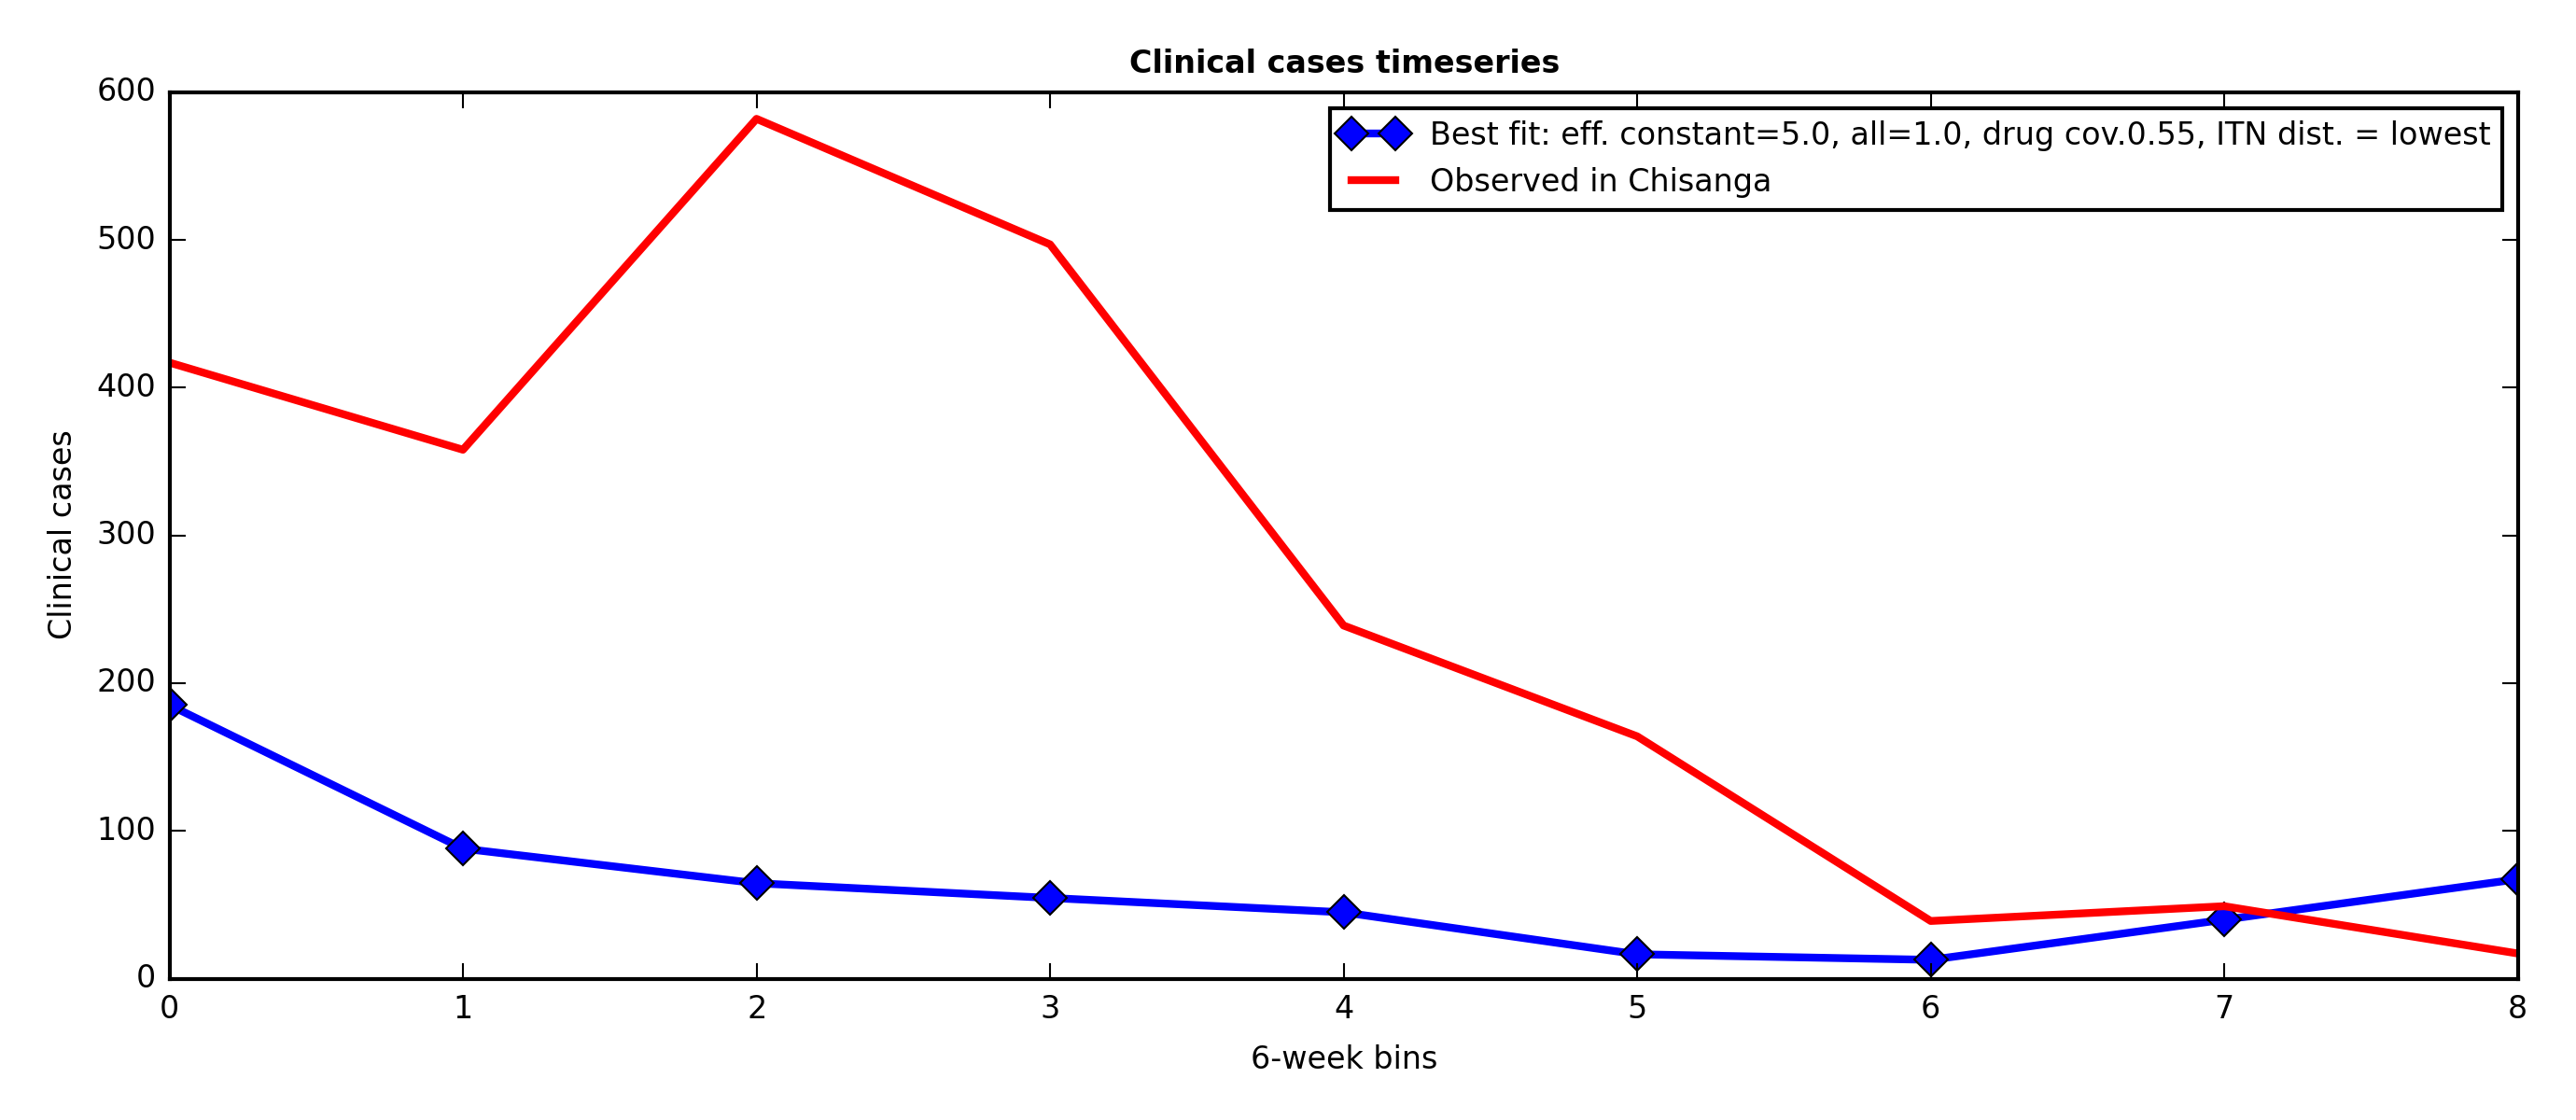 Clinical cases timeseries
600
500
400
300
200
100
0
Clinical cases
Best fit: eff. constant=5.0, all=1.0, drug cov.0.55, ITN dist. = lowest
Observed in Chisanga
0 1 2 3 4 5 6 7 8
6-week bins